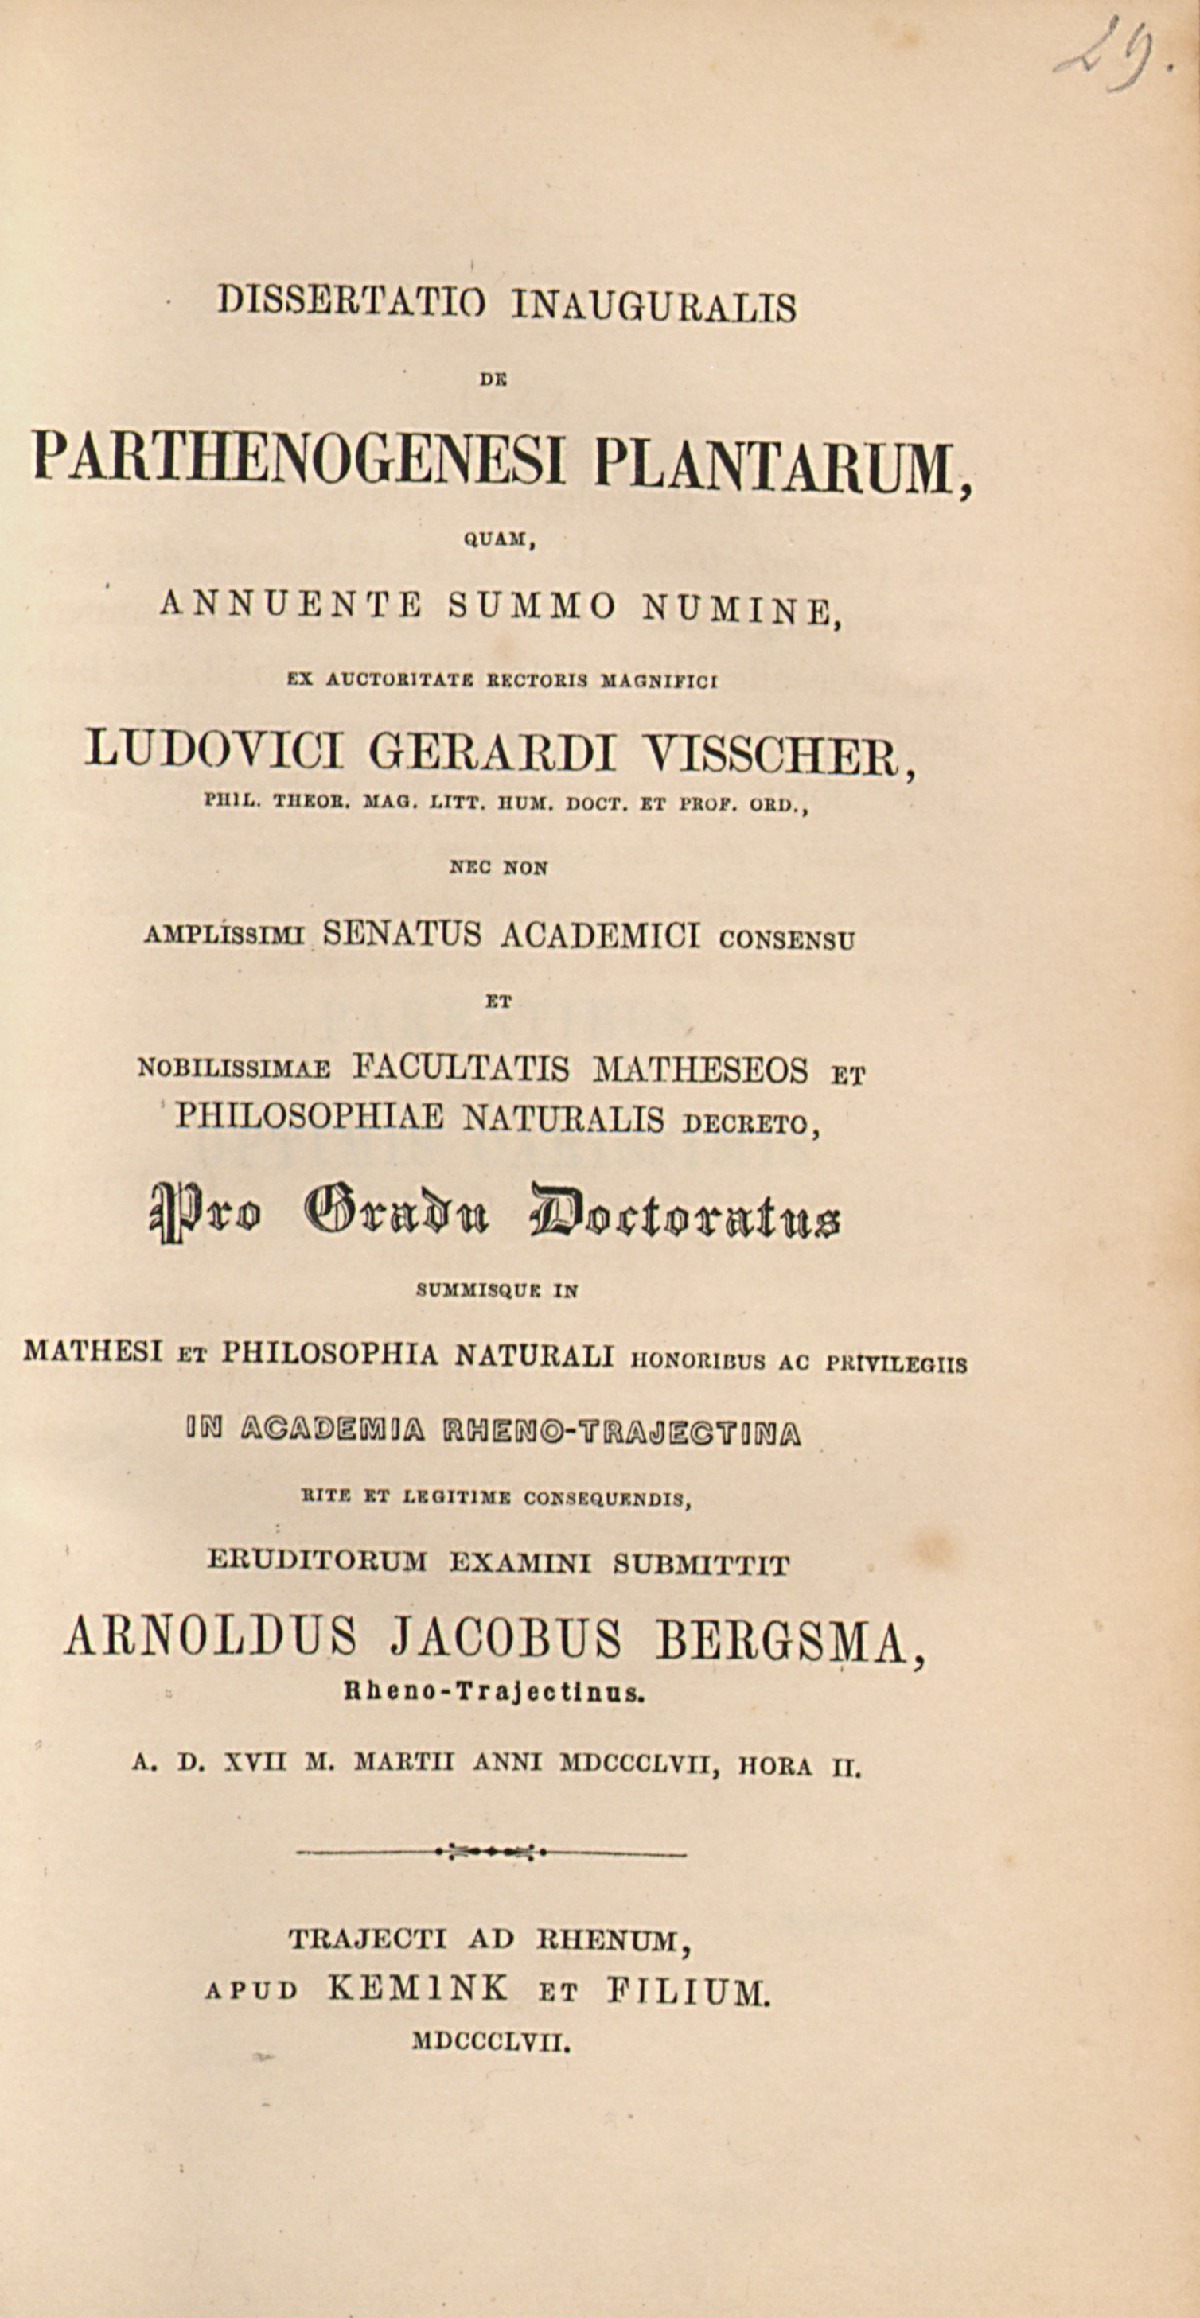 29.
DISSERTATIO INAUGURALIS
DE
PARTHENOGENESI PLANTARUM,
QUAM,
ANNUENTE SUMMO NUMINE,
EX AUCTORITATE RECTORIS MAGNIFICI
LUDOVICI GERARDI VISSCHER,
PHIL. THEOR. MAG. LITT. HUM. DOCT. ET PROF. ORD.,
NEC NON
AMPLISSIMI SENATUS ACADEMICI CONSENSU
ET
NOBILISSIMAE FACULTATIS MATHESEOS ET
PHILOSOPHIAE NATURALIS DECRETO,
Pro Gradu Doctoratus
SUMMISQUE IN
MATHESI ET PHILOSOPHIA NATURALI HONORIBUS AC PRIVILEGIIS
IN ACADEMIA RHENO-TRAJECTINA
RITE ET LEGITIME CONSEQUENDIS,
ERUDITORUM EXAMINI SUBMITTIT
ARNOLDUS JACOBUS BERGSMA,
Rheno-Trajectinus.
A. D. XVII M. MARTII ANNI MDCCCLVII, HORA II.
TRAJECTI AD RHENUM,
APUD KEMINK ET FILIUM.
MDCCCLVII.